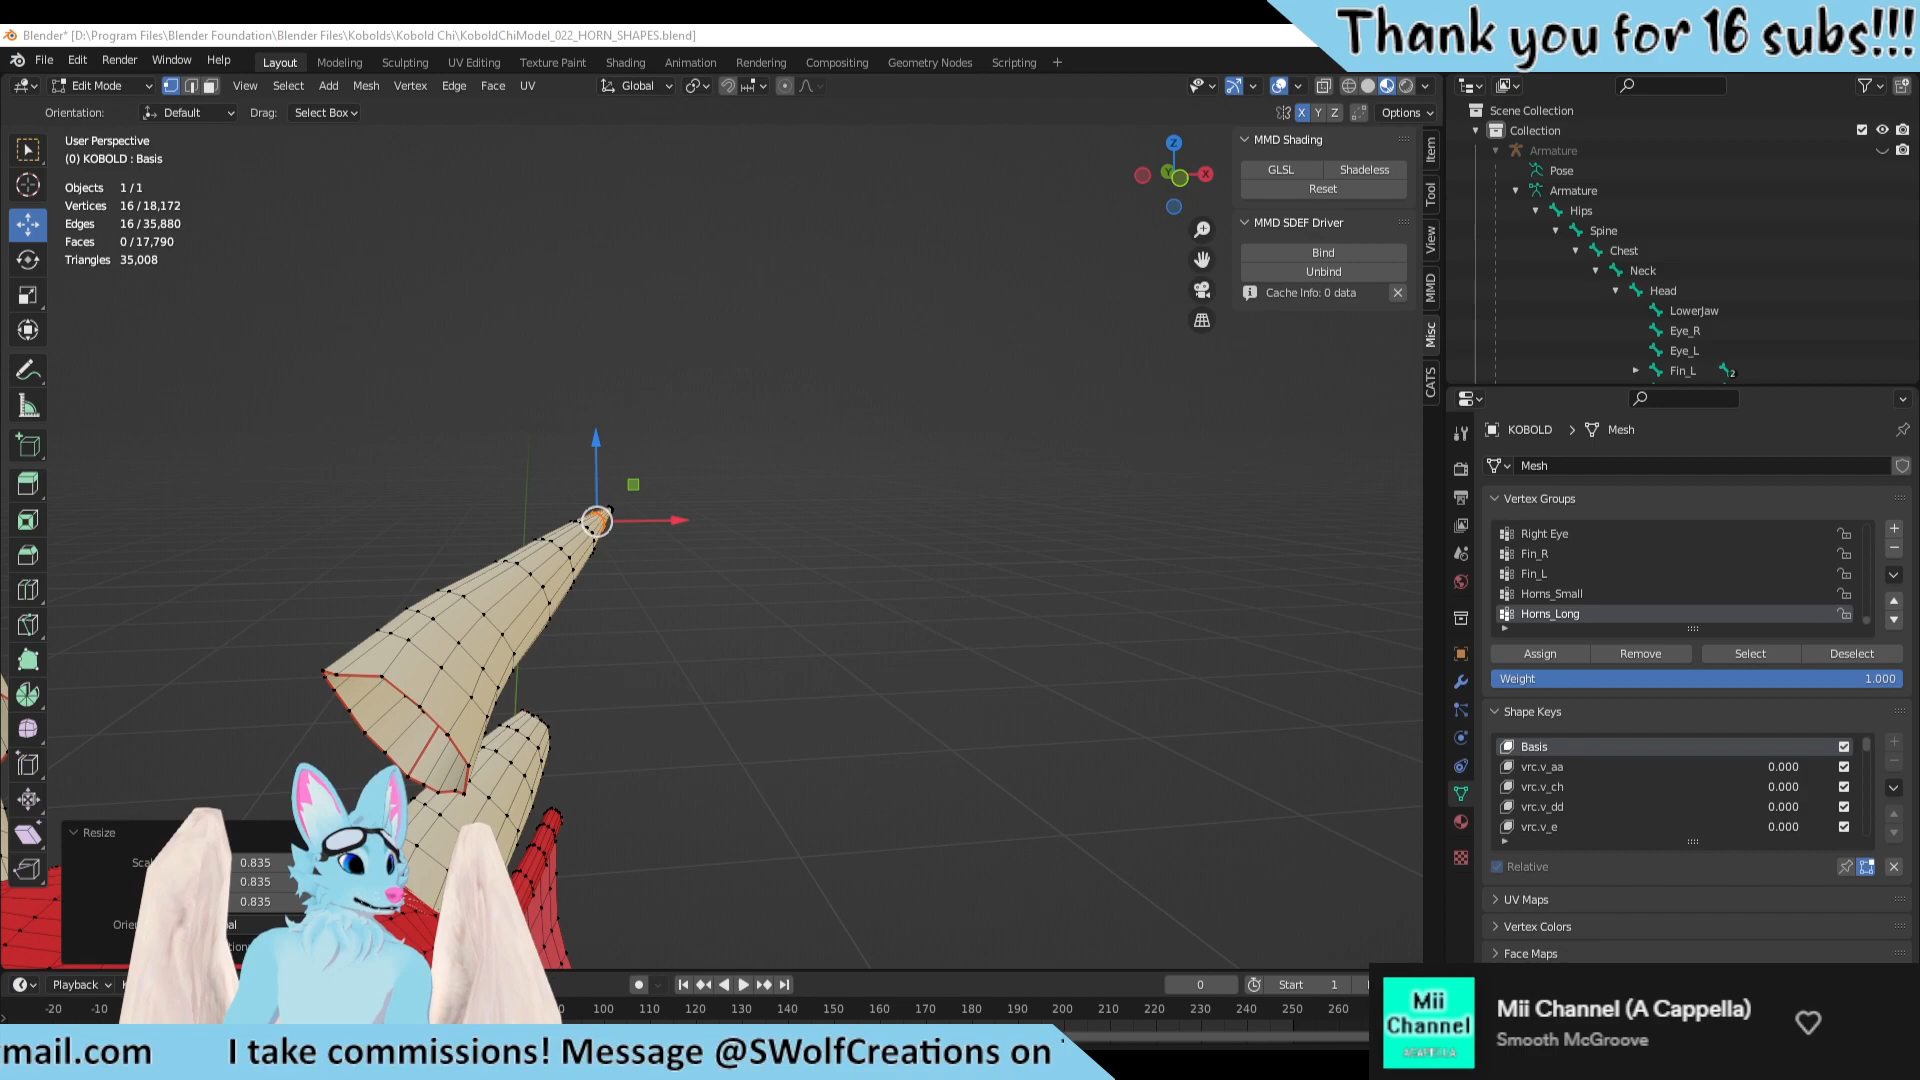 Thank you for 16 subs!!!
Blender* [D:\Program Files\Blender Foundation\Blender Files\Kobolds\Kobold Chi\KoboldChiModel_022_HORN_SHAPES.blend]
File Edit Render Window Help
Layout Modeling Sculpting UV Editing Texture Paint Shading Animation Rendering Compositing Geometry Nodes Scripting +
Edit Mode View Select Add Mesh Vertex Edge Face UV Global
Orientation: Default Drag: Select Box X Y Z Options
User Perspective
(0) KOBOLD : Basis
Objects 1 / 1
Vertices 16 / 18,172
Edges 16 / 35,880
Faces 0 / 17,790
Triangles 35,008
Z
Y
X
MMD Shading
GLSL Shadeless
Reset
MMD SDEF Driver
Bind
Unbind
Cache Info: 0 data
Item
Tool
View
MMD
Misc
CATS
Scene Collection
Collection
Armature
Pose
Armature
Hips
Spine
Chest
Neck
Head
LowerJaw
Eye_R
Eye_L
Fin_L 2
KOBOLD > Mesh
Mesh
Vertex Groups
Right Eye
Fin_R
Fin_L
Horns_Small
Horns_Long
Assign Remove Select Deselect
Weight 1.000
Shape Keys
Basis
vrc.v_aa 0.000
vrc.v_ch 0.000
vrc.v_dd 0.000
vrc.v_e 0.000
Relative
UV Maps
Vertex Colors
Face Maps
Resize
0.835
0.835
0.835
Playback 0 Start 1
-20 -10 100 110 120 130 140 150 160 170 180 190 200 210 220 230 240 250 260
mail.com I take commissions! Message @SWolfCreations on
Mii Channel ACAPELLA
Mii Channel (A Cappella)
Smooth McGroove